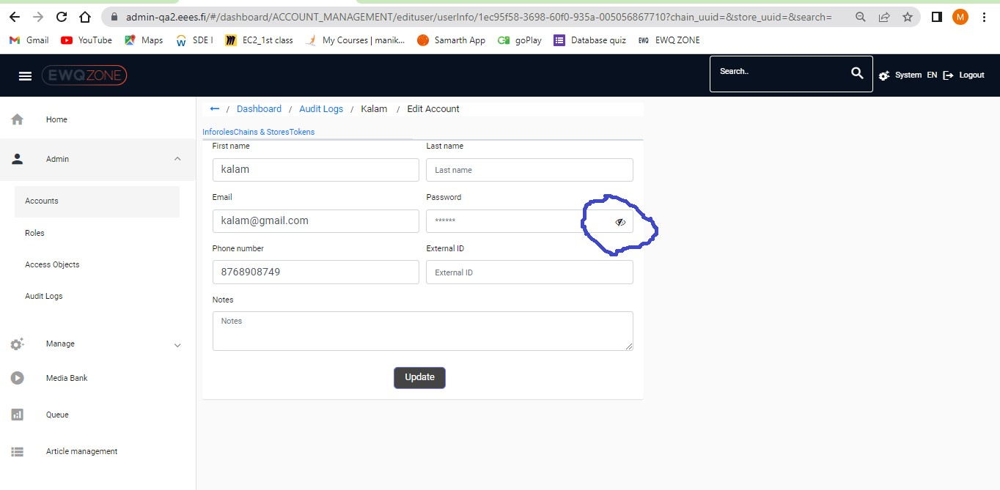 admin-qa2.eees.fi/#/dashboard/ACCOUNT_MANAGEMENT/edituser/userInfo/1ec95f58-3698-60f0-935a-005056867710?chain_uuid=&store_uuid=&search=
M
Gmail YouTube Maps SDE I EC2_1st class My Courses | manik... Samarth App goPlay Database quiz EWQ EWQ ZONE
EWQZONE Search.. System EN Logout
← / Dashboard / Audit Logs / Kalam / Edit Account
Home
Admin
Accounts
Roles
Access Objects
Audit Logs
Manage
Media Bank
Queue
Article management
InforolesChains & StoresTokens
First name Last name
kalam Last name
Email Password
kalam@gmail.com ******
Phone number External ID
8768908749 External ID
Notes
Notes
Update